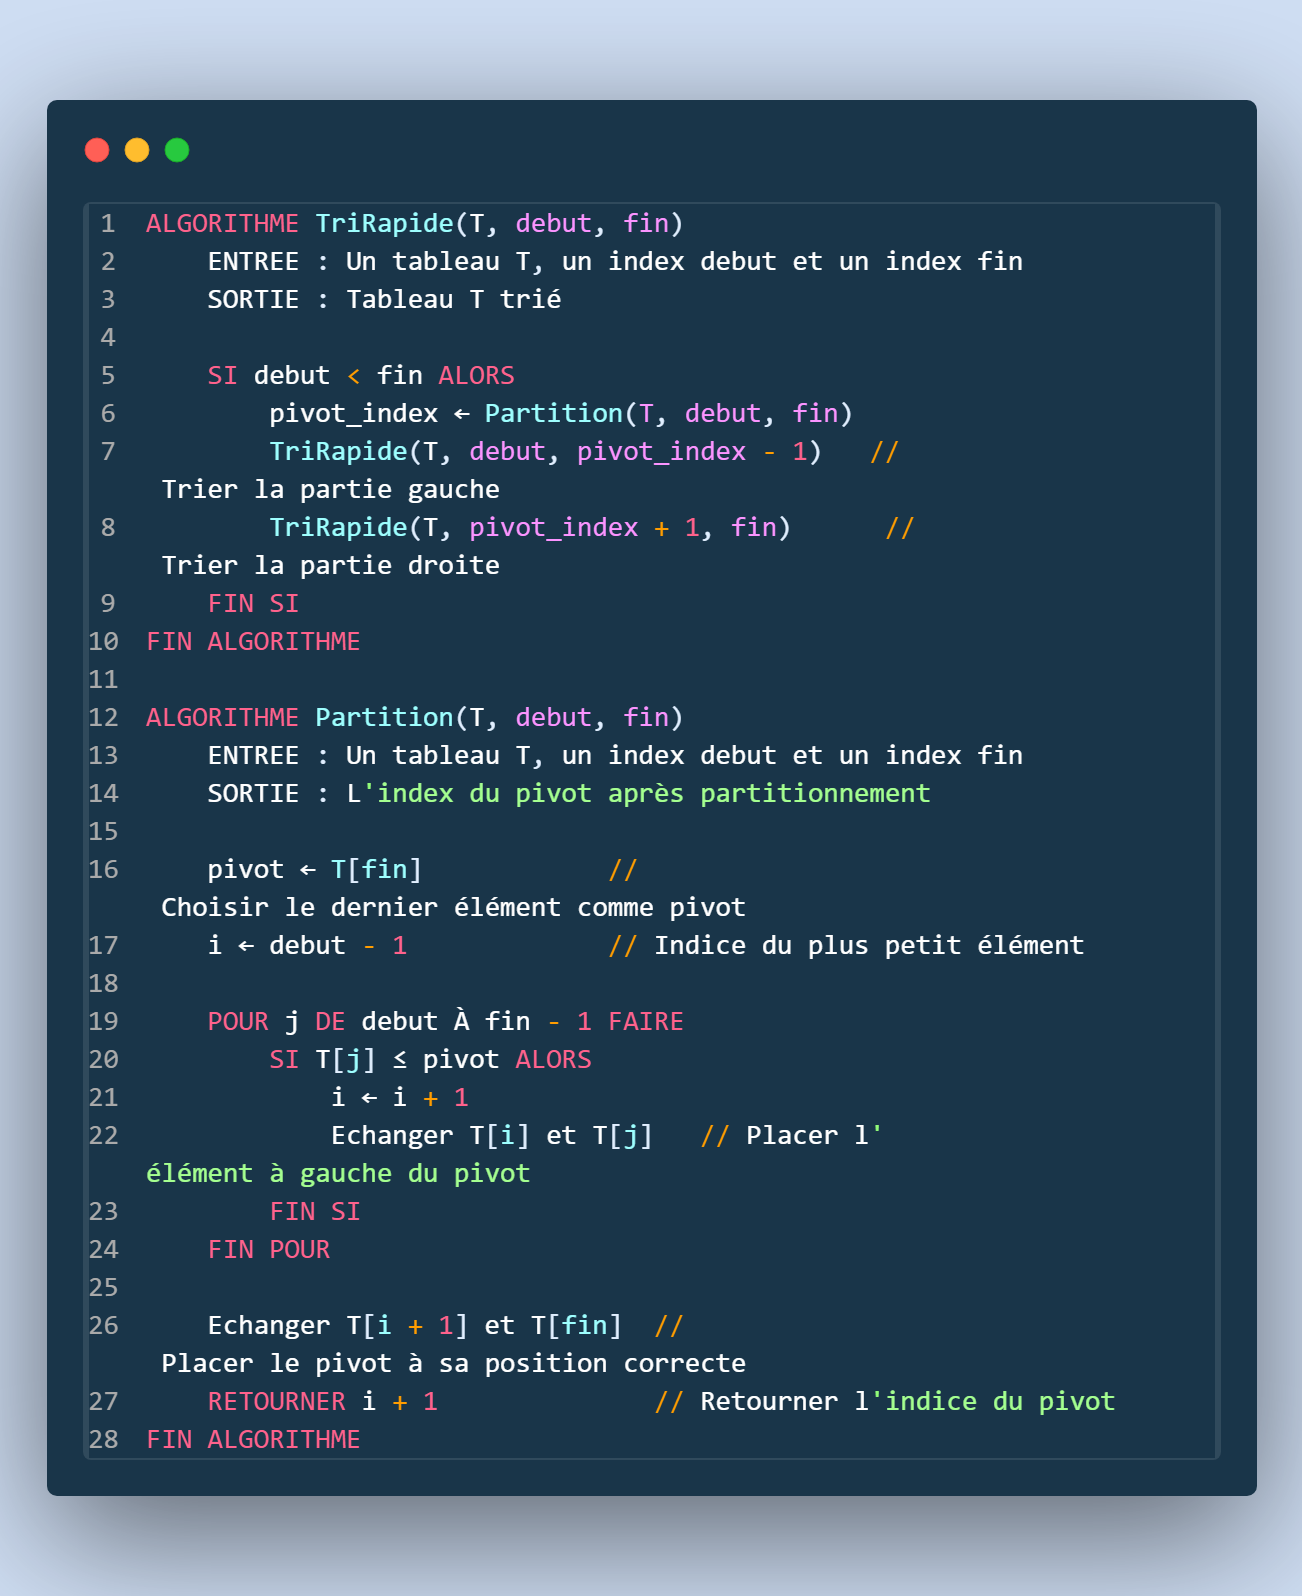 1 ALGORITHME TriRapide(T, debut, fin)
2     ENTREE : Un tableau T, un index debut et un index fin
3     SORTIE : Tableau T trié
4
5     SI debut < fin ALORS
6         pivot_index ← Partition(T, debut, fin)
7         TriRapide(T, debut, pivot_index - 1)   //
 Trier la partie gauche
8         TriRapide(T, pivot_index + 1, fin)      //
 Trier la partie droite
9     FIN SI
10 FIN ALGORITHME
11
12 ALGORITHME Partition(T, debut, fin)
13     ENTREE : Un tableau T, un index debut et un index fin
14     SORTIE : L'index du pivot après partitionnement
15
16     pivot ← T[fin]            //
 Choisir le dernier élément comme pivot
17     i ← debut - 1             // Indice du plus petit élément
18
19     POUR j DE debut À fin - 1 FAIRE
20         SI T[j] ≤ pivot ALORS
21             i ← i + 1
22             Echanger T[i] et T[j]   // Placer l'
élément à gauche du pivot
23         FIN SI
24     FIN POUR
25
26     Echanger T[i + 1] et T[fin]  //
 Placer le pivot à sa position correcte
27     RETOURNER i + 1              // Retourner l'indice du pivot
28 FIN ALGORITHME